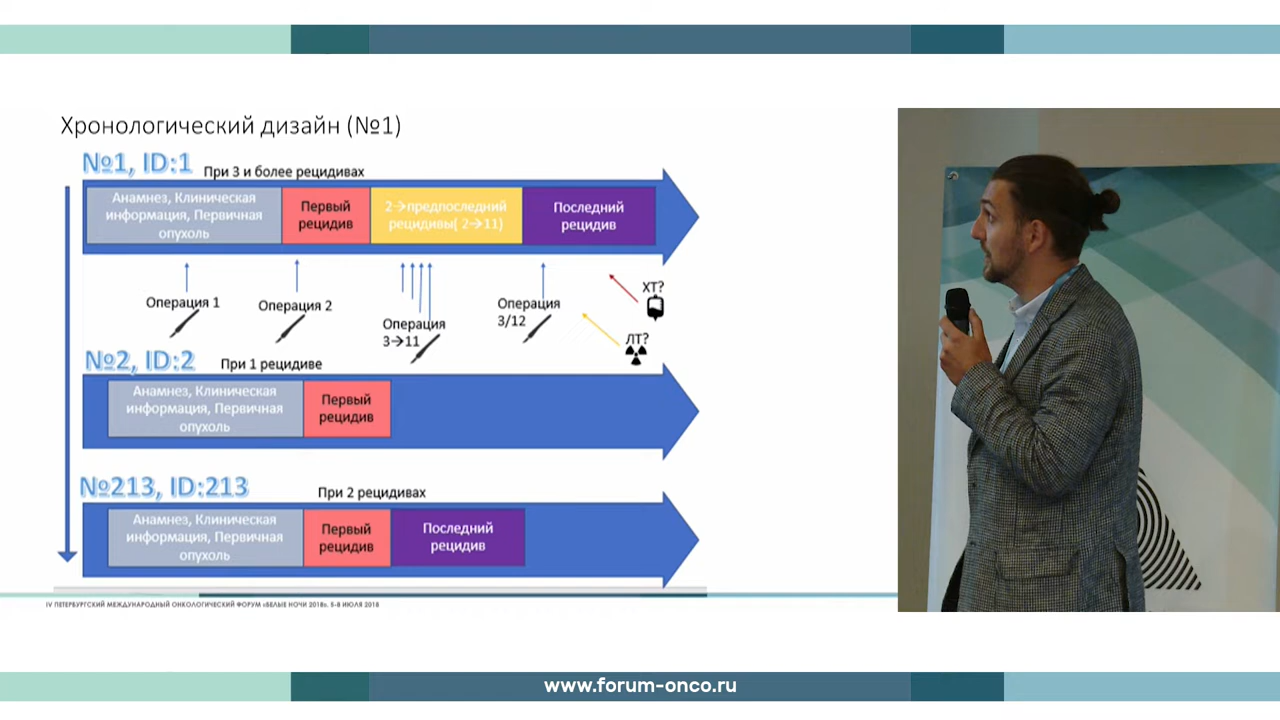 Хронологический дизайн (№1)
№1, ID:1
При 3 и более рецидивах
Анамнез, Клиническая
информация, Первичная
опухоль
Первый
рецидив
2→предпоследний
рецидивы( 2→11)
Последний
рецидив
Операция 1
Операция 2
Операция
3→11
Операция
3/12
ХТ?
ЛТ?
№2, ID:2
При 1 рецидиве
Анамнез, Клиническая
информация, Первичная
опухоль
Первый
рецидив
№213, ID:213
При 2 рецидивах
Анамнез, Клиническая
информация, Первичная
опухоль
Первый
рецидив
Последний
рецидив
IV ПЕТЕРБУРГСКИЙ МЕЖДУНАРОДНЫЙ ОНКОЛОГИЧЕСКИЙ ФОРУМ «БЕЛЫЕ НОЧИ 2018». 5-8 ИЮЛЯ 2018
www.forum-onco.ru